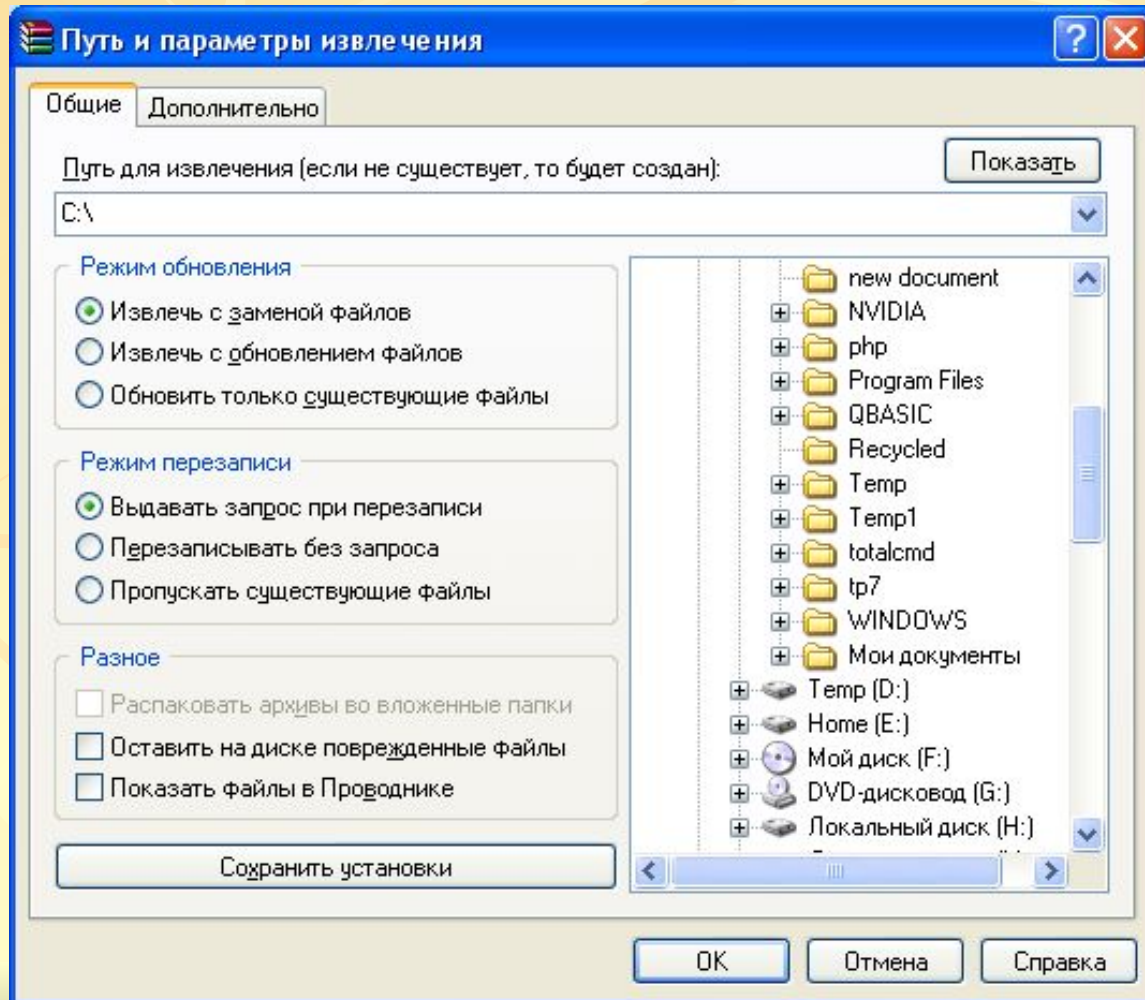 Путь и параметры извлечения
Общие
Дополнительно
Путь для извлечения (если не существует, то будет создан):
Показать
C:\
Режим обновления
Извлечь с заменой файлов
Извлечь с обновлением файлов
Обновить только существующие файлы
Режим перезаписи
Выдавать запрос при перезаписи
Перезаписывать без запроса
Пропускать существующие файлы
Разное
Распаковать архивы во вложенные папки
Оставить на диске поврежденные файлы
Показать файлы в Проводнике
Сохранить установки
new document
NVIDIA
php
Program Files
QBASIC
Recycled
Temp
Temp1
totalcmd
tp7
WINDOWS
Мои документы
Temp (D:)
Home (E:)
Мой диск (F:)
DVD-дисковод (G:)
Локальный диск (H:)
OK
Отмена
Справка